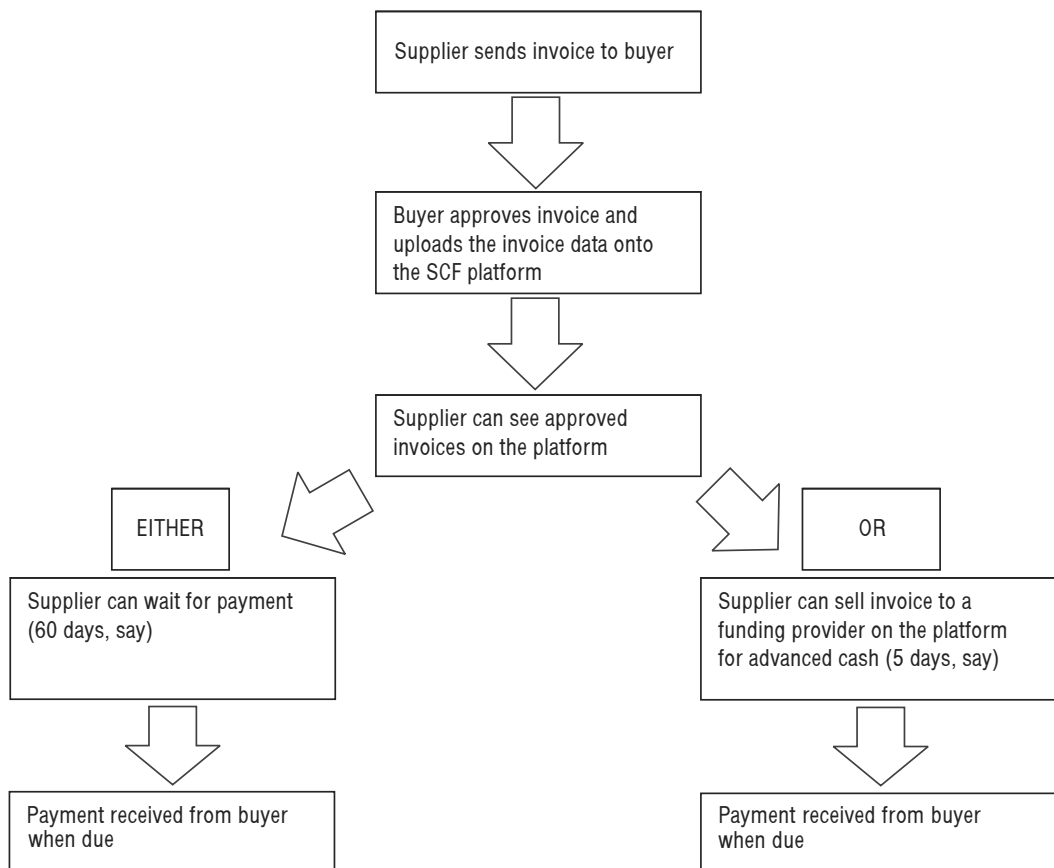 Supplier sends invoice to buyer
Buyer approves invoice and
uploads the invoice data onto
the SCF platform
Supplier can see approved
invoices on the platform
EITHER
OR
Supplier can wait for payment
(60 days, say)
Supplier can sell invoice to a
funding provider on the platform
for advanced cash (5 days, say)
Payment received from buyer
when due
Payment received from buyer
when due